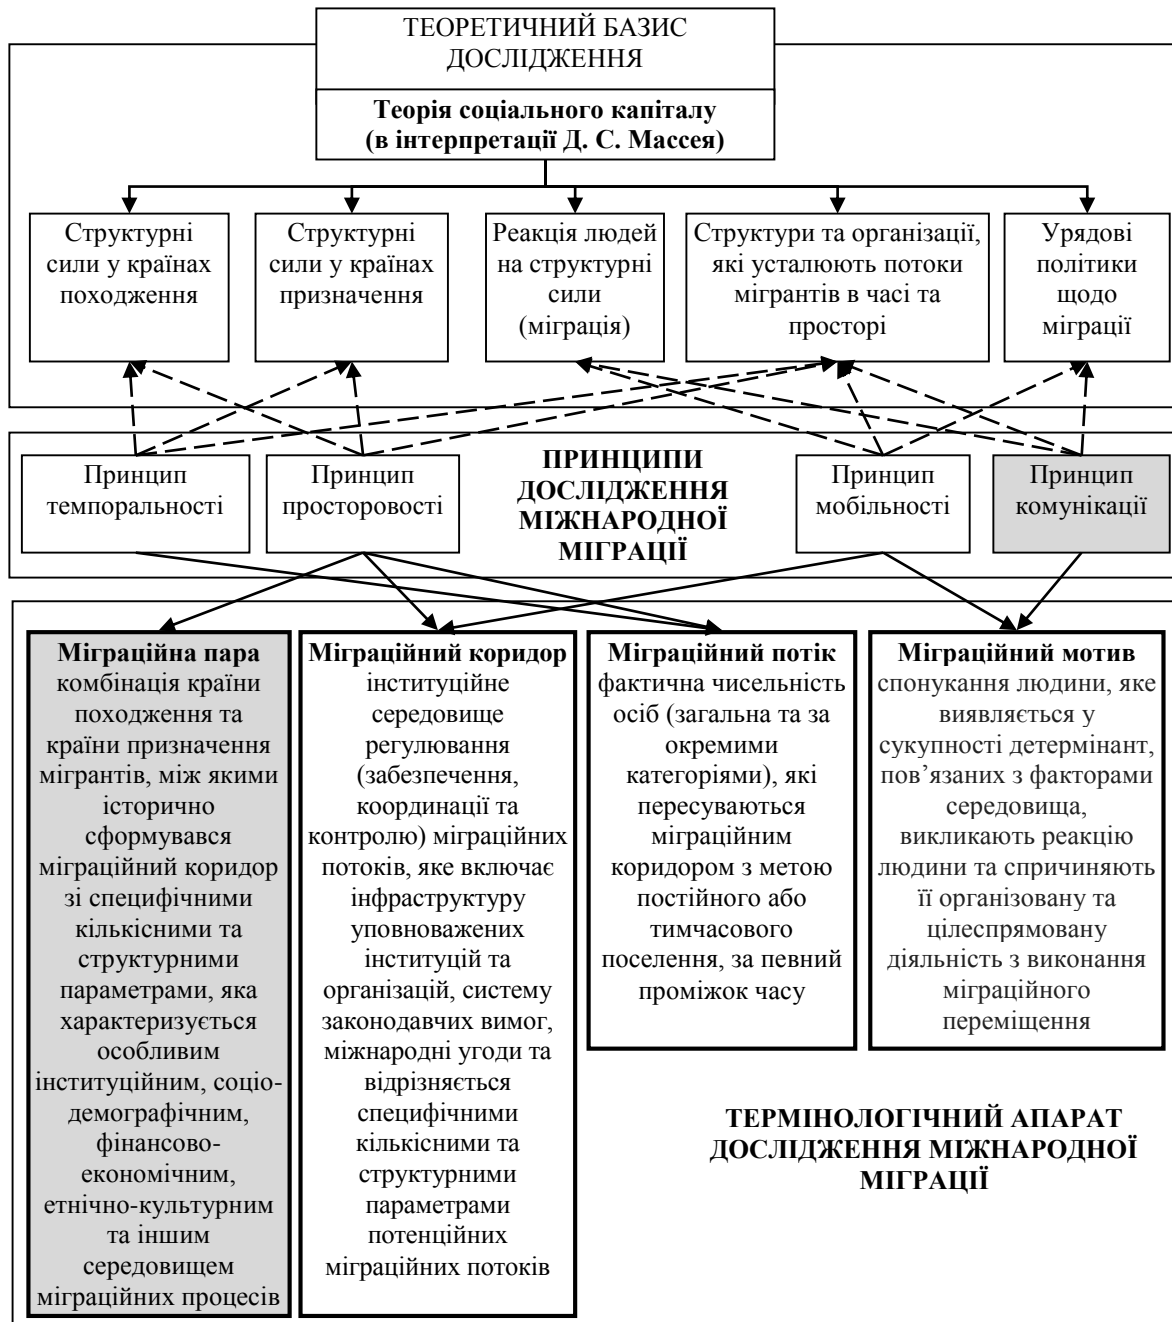 ТЕОРЕТИЧНИЙ БАЗИС
ДОСЛІДЖЕННЯ
Теорія соціального капіталу
(в інтерпретації Д. С. Массея)
Структурні
сили у країнах
походження
Структурні
сили у країнах
призначення
Реакція людей
на структурні
сили
(міграція)
Структури та організації,
які усталюють потоки
мігрантів в часі та
просторі
Урядові
політики
щодо
міграції
Принцип
темпоральності
Принцип
просторовості
ПРИНЦИПИ
ДОСЛІДЖЕННЯ
МІЖНАРОДНОЇ
МІГРАЦІЇ
Принцип
мобільності
Принцип
комунікації
Міграційна пара
комбінація країни
походження та
країни призначення
мігрантів, між якими
історично
сформувався
міграційний коридор
зі специфічними
кількісними та
структурними
параметрами, яка
характеризується
особливим
інституційним, соціо-
демографічним,
фінансово-
економічним,
етнічно-культурним
та іншим
середовищем
міграційних процесів
Міграційний коридор
інституційне
середовище
регулювання
(забезпечення,
координації та
контролю) міграційних
потоків, яке включає
інфраструктуру
уповноважених
інституцій та
організацій, систему
законодавчих вимог,
міжнародні угоди та
відрізняється
специфічними
кількісними та
структурними
параметрами
потенційних
міграційних потоків
Міграційний потік
фактична чисельність
осіб (загальна та за
окремими
категоріями), які
пересуваються
міграційним
коридором з метою
постійного або
тимчасового
поселення, за певний
проміжок часу
Міграційний мотив
спонукання людини, яке
виявляється у
сукупності детермінант,
пов’язаних з факторами
середовища,
викликають реакцію
людини та спричиняють
її організовану та
цілеспрямовану
діяльність з виконання
міграційного
переміщення
ТЕРМІНОЛОГІЧНИЙ АПАРАТ
ДОСЛІДЖЕННЯ МІЖНАРОДНОЇ
МІГРАЦІЇ